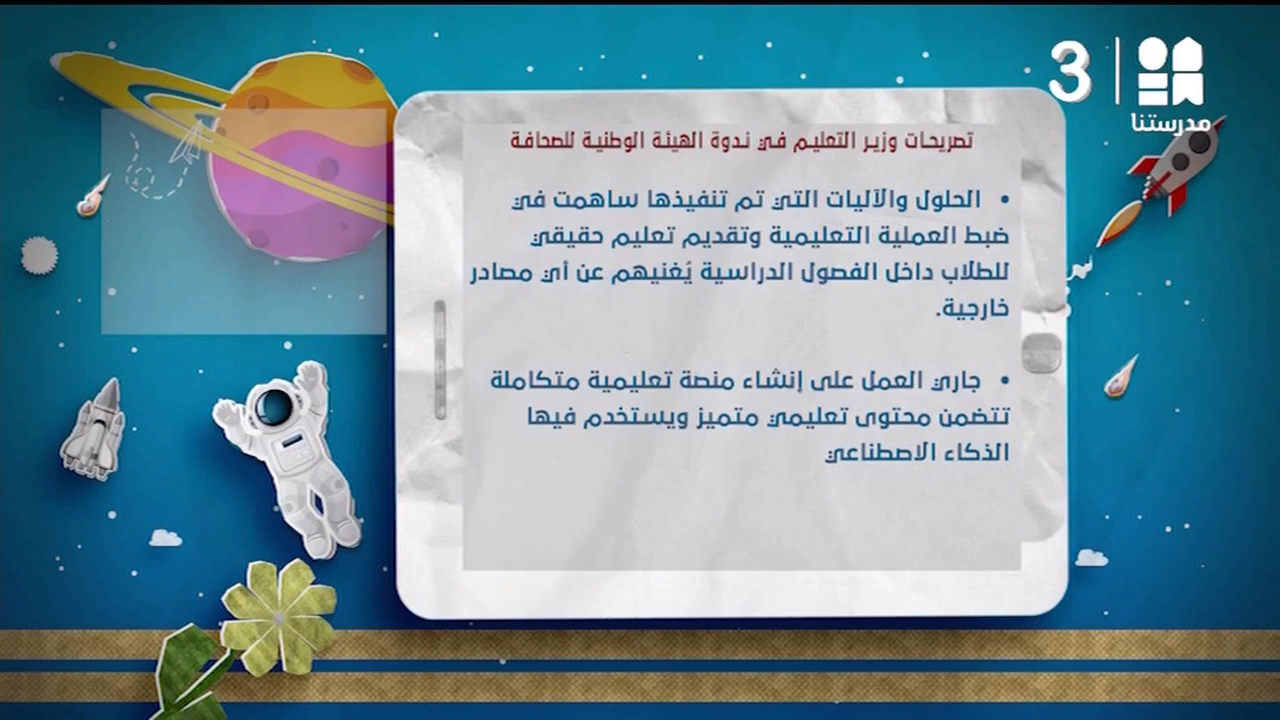 3
مدرستنا
تصريحات وزير التعليم في ندوة الهيئة الوطنية للصحافة
• الحلول والآليات التي تم تنفيذها ساهمت في
ضبط العملية التعليمية وتقديم تعليم حقيقي
للطلاب داخل الفصول الدراسية يُغنيهم عن أي مصادر
خارجية.
• جاري العمل على إنشاء منصة تعليمية متكاملة
تتضمن محتوى تعليمي متميز ويستخدم فيها
الذكاء الاصطناعي